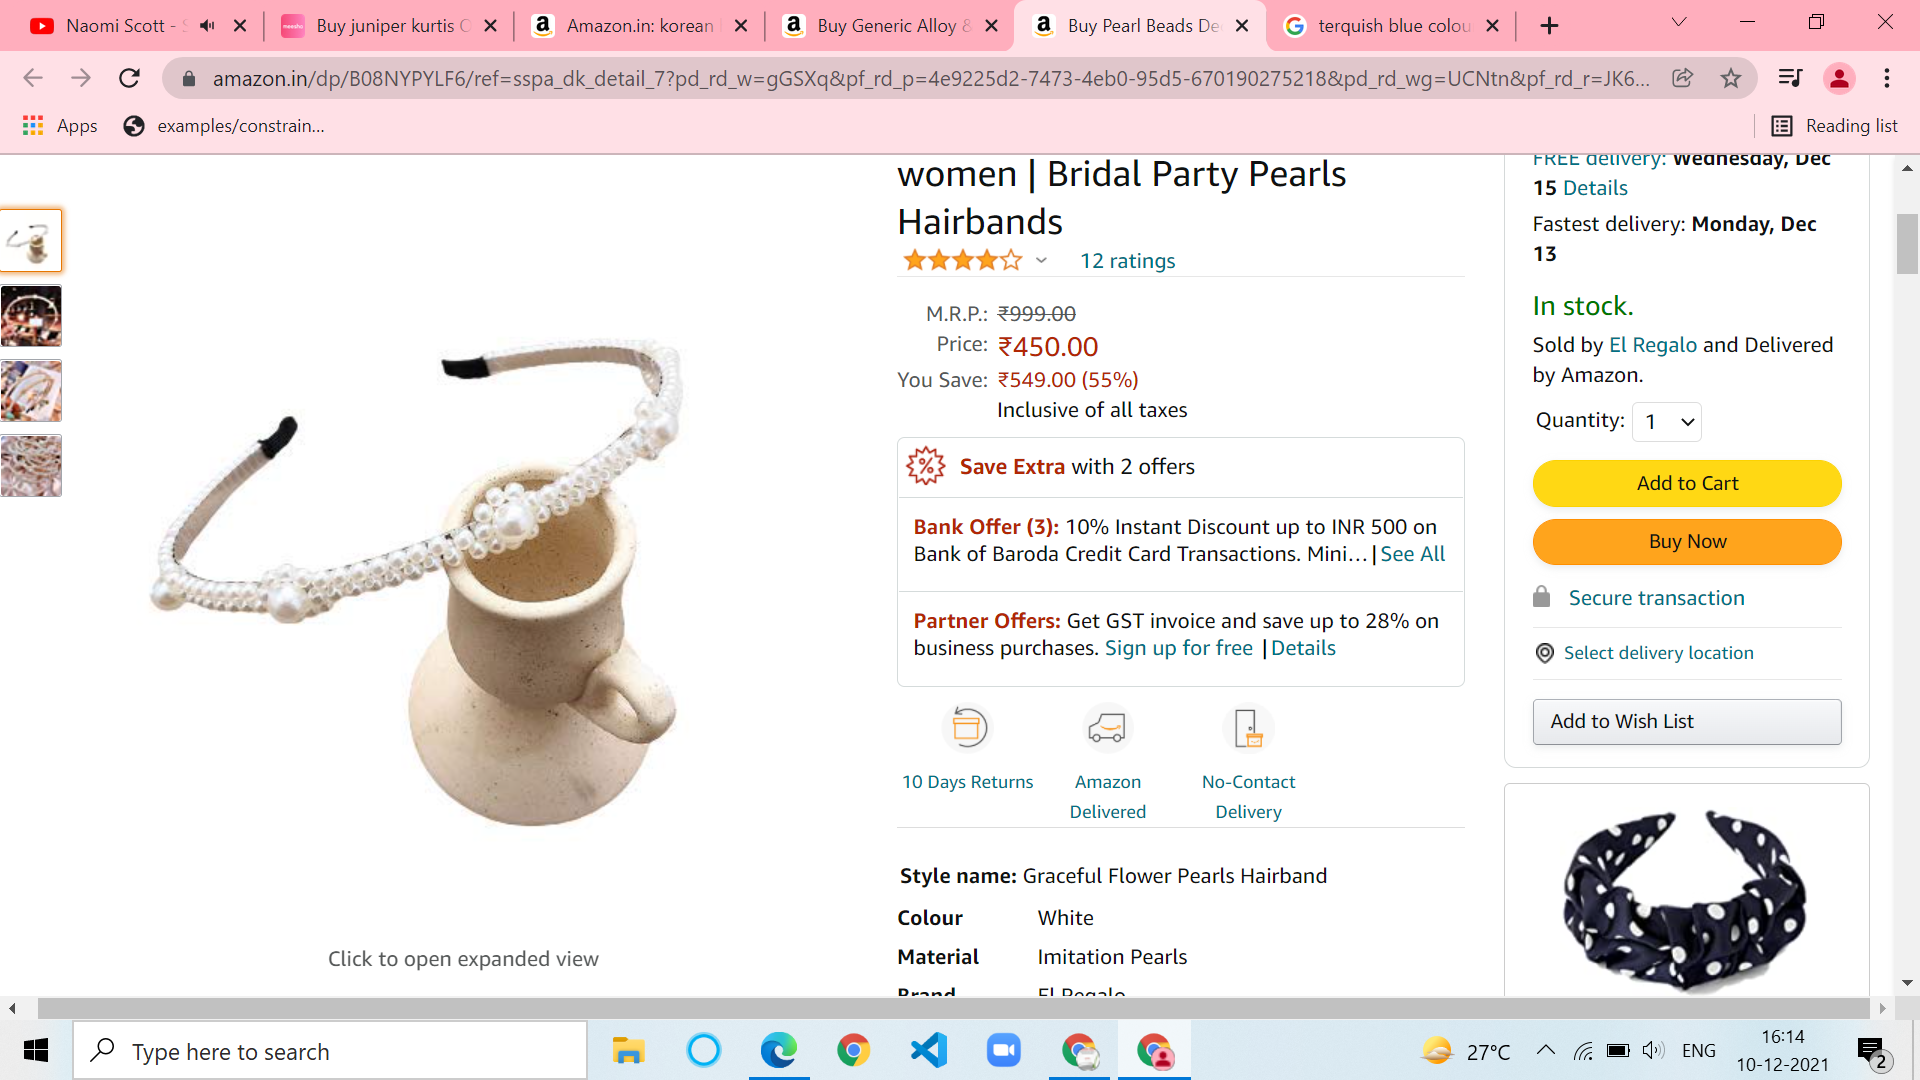 Naomi Scott - S
Buy juniper kurtis O
Amazon.in: korean
Buy Generic Alloy &
Buy Pearl Beads De
terquish blue colou
amazon.in/dp/B08NYPYLF6/ref=sspa_dk_detail_7?pd_rd_w=gGSXq&pf_rd_p=4e9225d2-7473-4eb0-95d5-670190275218&pd_rd_wg=UCNtn&pf_rd_r=JK6...
Apps
examples/constrain...
Reading list
women | Bridal Party Pearls
Hairbands
12 ratings
M.R.P.: ₹999.00
Price: ₹450.00
You Save: ₹549.00 (55%)
Inclusive of all taxes
Save Extra with 2 offers
Bank Offer (3): 10% Instant Discount up to INR 500 on
Bank of Baroda Credit Card Transactions. Mini… | See All
Partner Offers: Get GST invoice and save up to 28% on
business purchases. Sign up for free | Details
10 Days Returns
Amazon
Delivered
No-Contact
Delivery
Style name: Graceful Flower Pearls Hairband
Colour White
Material Imitation Pearls
Brand El Regalo
Click to open expanded view
FREE delivery: Wednesday, Dec
15 Details
Fastest delivery: Monday, Dec
13
In stock.
Sold by El Regalo and Delivered
by Amazon.
Quantity: 1
Add to Cart
Buy Now
Secure transaction
Select delivery location
Add to Wish List
Type here to search
27°C
ENG
16:14
10-12-2021
2